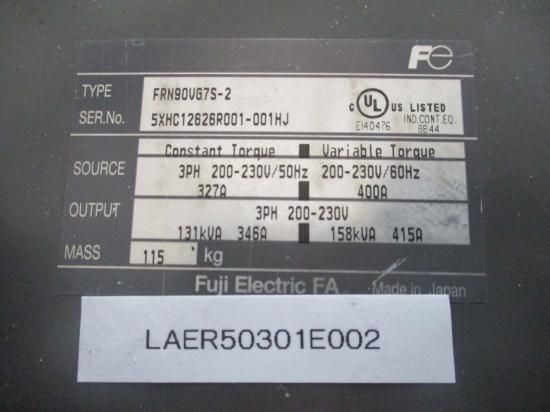 Fe
TYPE FRN90VG7S-2
SER.No. 5XHC12626R001-001HJ
C UL US LISTED
E140476 IND.CONT.EQ.
8E44
Constant Torque Variable Torque
SOURCE 3PH 200-230V/50Hz 200-230V/60Hz
327A 400A
OUTPUT 3PH 200-230V
131kVA 346A 158kVA 415A
MASS 115 kg
Fuji Electric FA Made in Japan
LAER50301E002